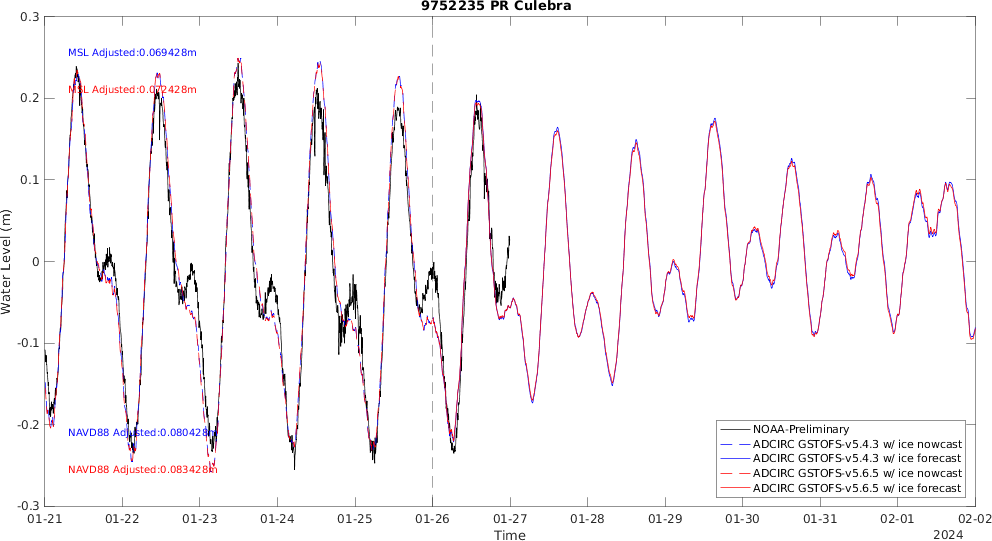 9752235 PR Culebra
0.3
MSL Adjusted:0.069428m
MSL Adjusted:0.072428m
0.2
0.1
0
-0.1
-0.2
-0.3
Water Level (m)
NAVD88 Adjusted:0.080428m
NAVD88 Adjusted:0.083428m
NOAA-Preliminary
ADCIRC GSTOFS-v5.4.3 w/ ice nowcast
ADCIRC GSTOFS-v5.4.3 w/ ice forecast
ADCIRC GSTOFS-v5.6.5 w/ ice nowcast
ADCIRC GSTOFS-v5.6.5 w/ ice forecast
01-21 01-22 01-23 01-24 01-25 01-26 01-27 01-28 01-29 01-30 01-31 02-01 02-02
Time
2024